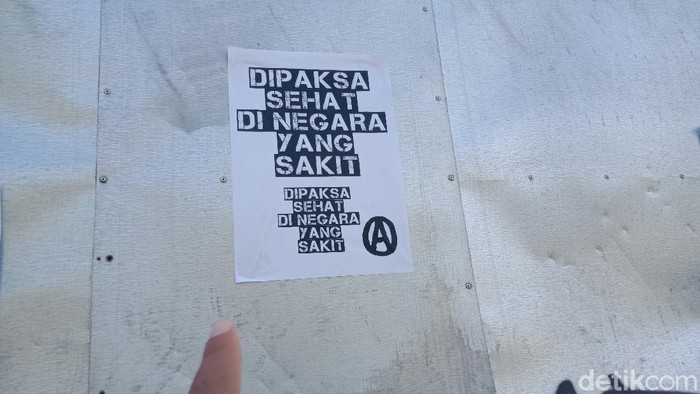 DIPAKSA
SEHAT
DI NEGARA
YANG
SAKIT
DIPAKSA
SEHAT
DI NEGARA
YANG
SAKIT
A
detikcom